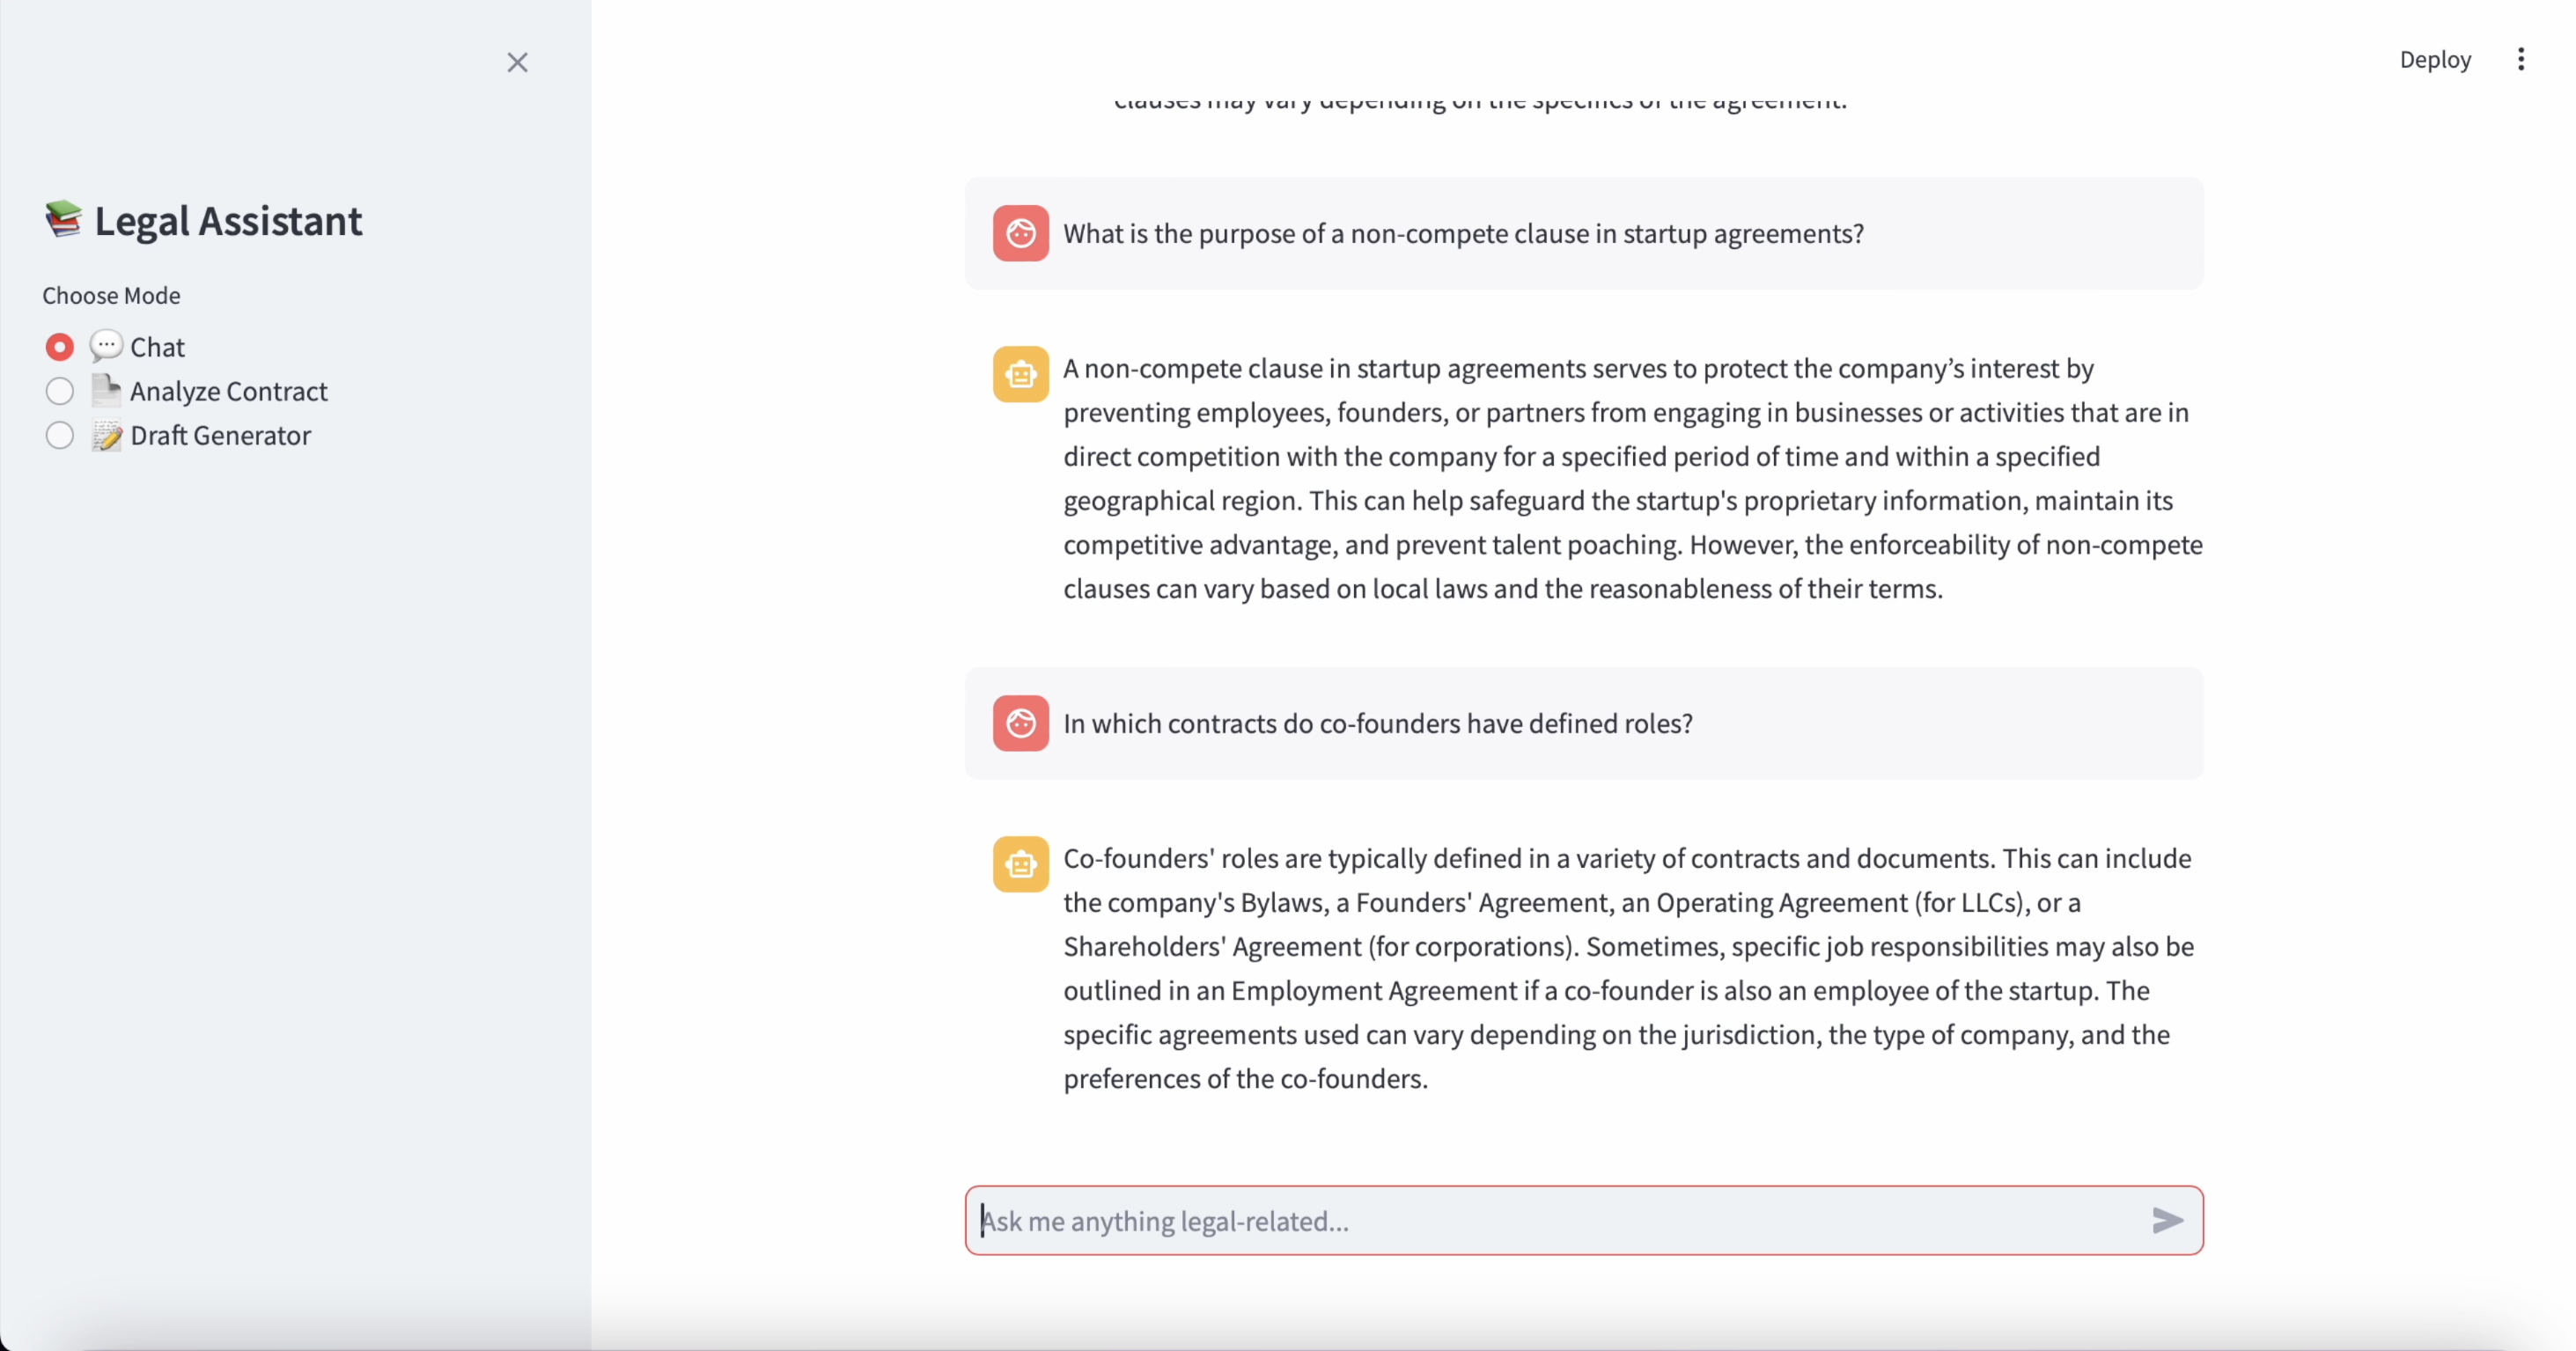 Deploy
clauses may vary depending on the specifics of the agreement.
Legal Assistant
Choose Mode
Chat
Analyze Contract
Draft Generator
What is the purpose of a non-compete clause in startup agreements?
A non-compete clause in startup agreements serves to protect the company’s interest by
preventing employees, founders, or partners from engaging in businesses or activities that are in
direct competition with the company for a specified period of time and within a specified
geographical region. This can help safeguard the startup's proprietary information, maintain its
competitive advantage, and prevent talent poaching. However, the enforceability of non-compete
clauses can vary based on local laws and the reasonableness of their terms.
In which contracts do co-founders have defined roles?
Co-founders' roles are typically defined in a variety of contracts and documents. This can include
the company's Bylaws, a Founders' Agreement, an Operating Agreement (for LLCs), or a
Shareholders' Agreement (for corporations). Sometimes, specific job responsibilities may also be
outlined in an Employment Agreement if a co-founder is also an employee of the startup. The
specific agreements used can vary depending on the jurisdiction, the type of company, and the
preferences of the co-founders.
Ask me anything legal-related...